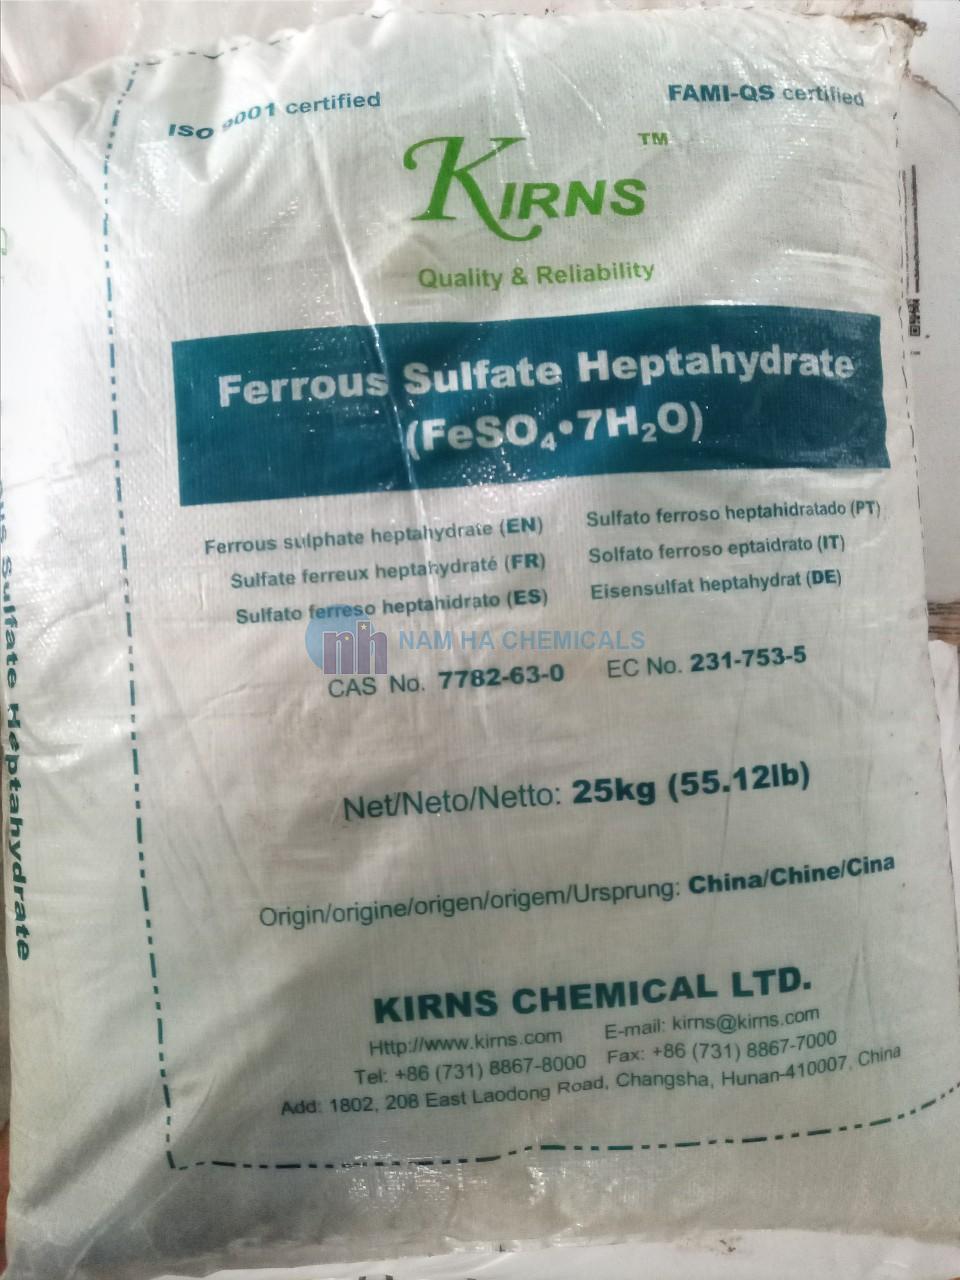 ISO 9001 certified
FAMI-QS certified
KIRNS™
Quality & Reliability
Ferrous Sulfate Heptahydrate
(FeSO₄•7H₂O)
Ferrous sulphate heptahydrate (EN)
Sulfato ferroso heptahidratado (PT)
Sulfate ferreux heptahydraté (FR)
Solfato ferroso eptaidrato (IT)
Sulfato ferreso heptahidrato (ES)
Eisensulfat heptahydrat (DE)
nh NAM HA CHEMICALS
CAS No. 7782-63-0
EC No. 231-753-5
Net/Neto/Netto: 25kg (55.12lb)
Origin/origine/origen/origem/Ursprung: China/Chine/Cina
KIRNS CHEMICAL LTD.
Http://www.kirns.com
E-mail: kirns@kirns.com
Tel: +86 (731) 8867-8000
Fax: +86 (731) 8867-7000
Add: 1802, 208 East Laodong Road, Changsha, Hunan-410007, China
Sulfate Heptahydrate